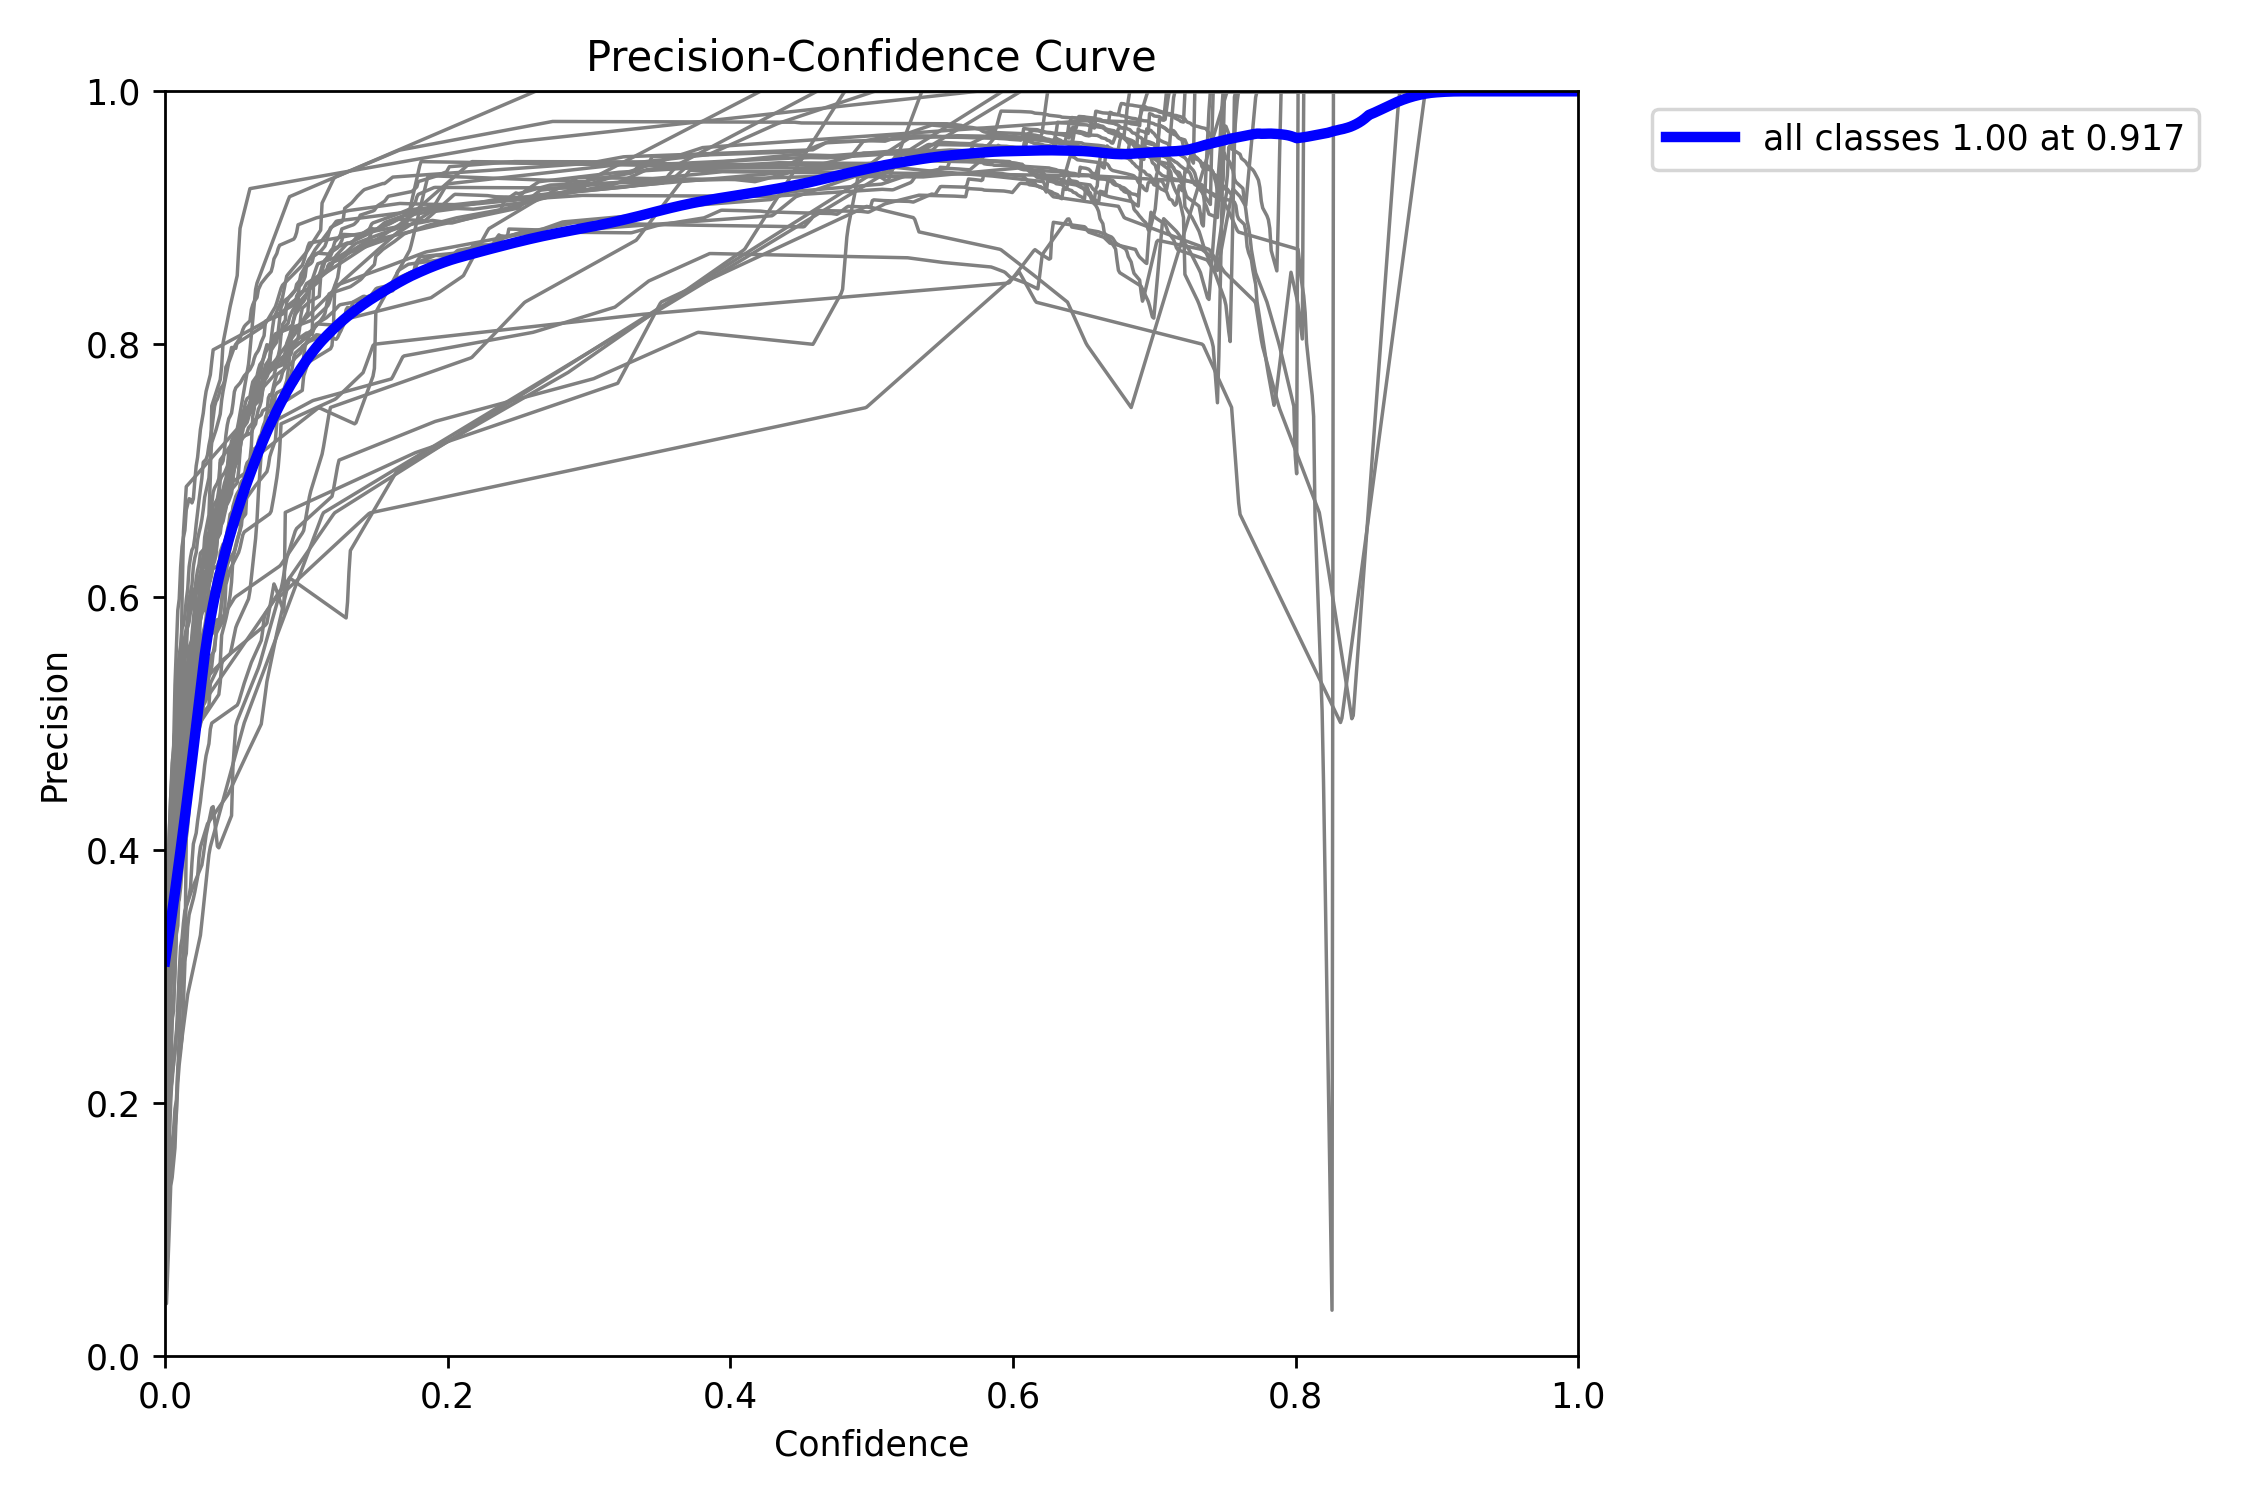 Precision-Confidence Curve
1.0
0.8
0.6
0.4
0.2
0.0
Precision
0.0 0.2 0.4 0.6 0.8 1.0
Confidence
all classes 1.00 at 0.917